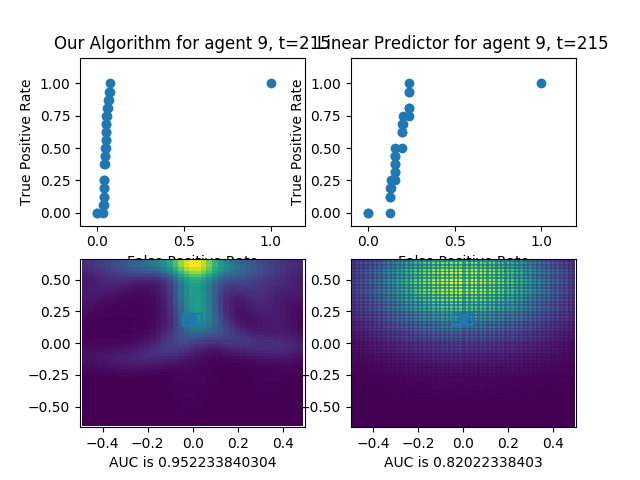 Our Algorithm for agent 9, t=215
Linear Predictor for agent 9, t=215
True Positive Rate
1.00
0.75
0.50
0.25
0.00
0.0 0.5 1.0
False Positive Rate
True Positive Rate
1.00
0.75
0.50
0.25
0.00
0.0 0.5 1.0
False Positive Rate
0.50
0.25
0.00
−0.25
−0.50
−0.4 −0.2 0.0 0.2 0.4
AUC is 0.952233840304
0.50
0.25
0.00
−0.25
−0.50
−0.4 −0.2 0.0 0.2 0.4
AUC is 0.82022338403